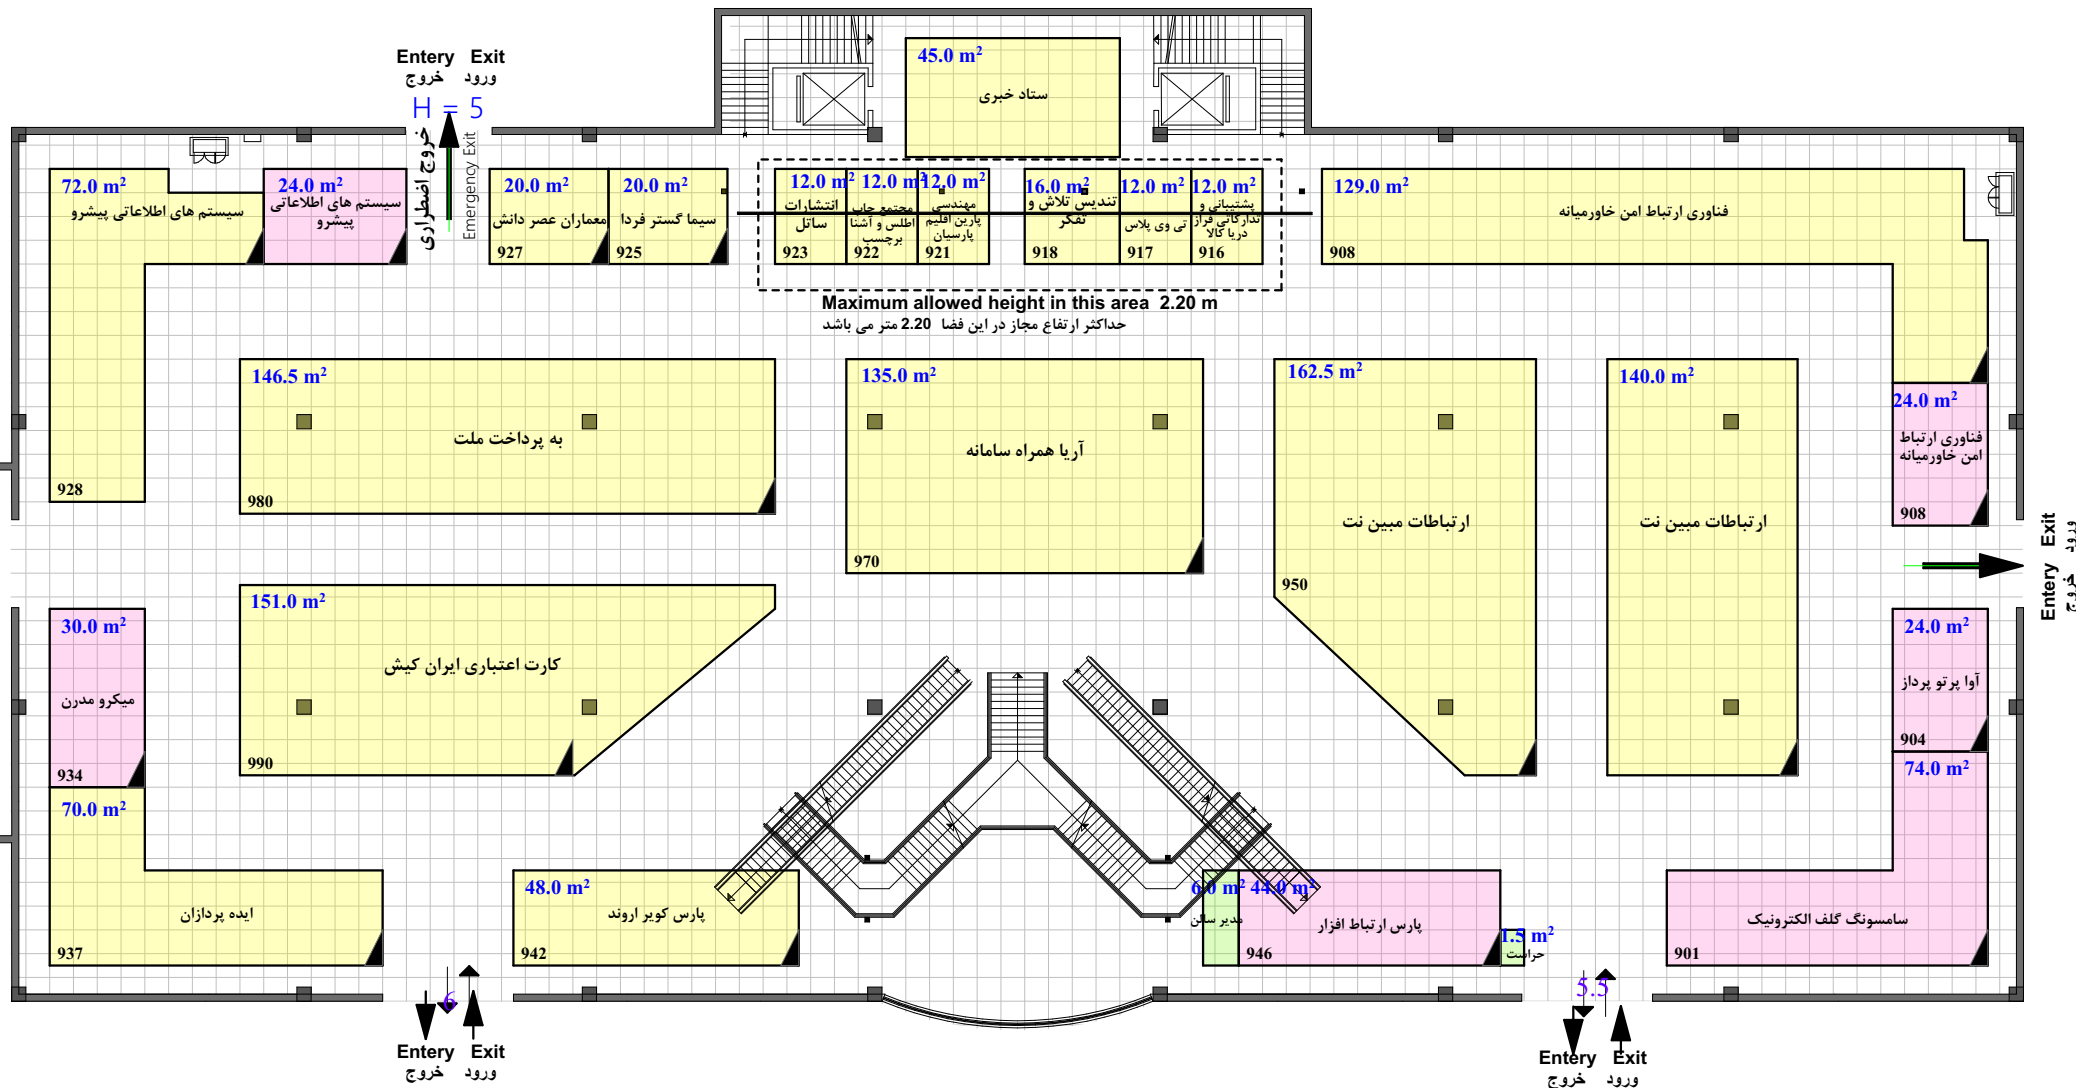 Entery Exit
خروج ورود
H = 5
خروج اضطراری
Emergency Exit
45.0 m²
ستاد خبری
72.0 m²
سیستم های اطلاعاتی پیشرو
928
24.0 m²
سیستم های اطلاعاتی
پیشرو
20.0 m²
معماران عصر دانش
927
20.0 m²
سیما گستر فردا
925
12.0 m²
انتشارات
سانل
923
12.0 m²
مجتمع چاپ
اطلس و آشنا
برچسب
922
12.0 m²
مهندسی
پارین اقلیم
پارسیان
921
16.0 m²
تندیس تلاش و
تفکر
918
12.0 m²
تی وی پلاس
917
12.0 m²
پشتیبانی و
تدارکاتی فراز
دریا کالا
916
129.0 m²
فناوری ارتباط امن خاورمیانه
908
Maximum allowed height in this area 2.20 m
حداکثر ارتفاع مجاز در این فضا 2.20 متر می باشد
146.5 m²
به پرداخت ملت
980
135.0 m²
آریا همراه سامانه
970
162.5 m²
ارتباطات مبین نت
950
140.0 m²
ارتباطات مبین نت
24.0 m²
فناوری ارتباط
امن خاورمیانه
908
Entery Exit
خروج ورود
151.0 m²
کارت اعتباری ایران کیش
990
30.0 m²
میکرو مدرن
934
24.0 m²
آوا پرتو پرداز
904
70.0 m²
ایده پردازان
937
48.0 m²
پارس کویر اروند
942
6.0 m²
مدیر سالن
44.0 m²
پارس ارتباط افزار
946
1.5 m²
حراست
74.0 m²
سامسونگ گلف الکترونیک
901
6
Entery Exit
خروج ورود
5.5
Entery Exit
خروج ورود